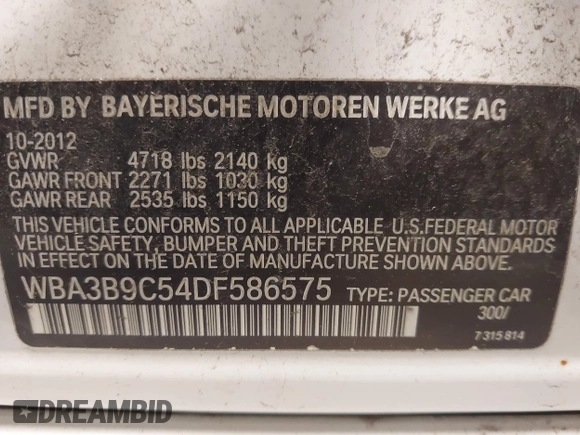 MFD BY BAYERISCHE MOTOREN WERKE AG
10-2012
GVWR 4718 lbs 2140 kg
GAWR FRONT 2271 lbs 1030 kg
GAWR REAR 2535 lbs 1150 kg
THIS VEHICLE CONFORMS TO ALL APPLICABLE U.S.FEDERAL MOTOR
VEHICLE SAFETY, BUMPER AND THEFT PREVENTION STANDARDS
IN EFFECT ON THE DATE OF MANUFACTURE SHOWN ABOVE.
WBA3B9C54DF586575 TYPE: PASSENGER CAR
300/
7 315 814
DREAMBID